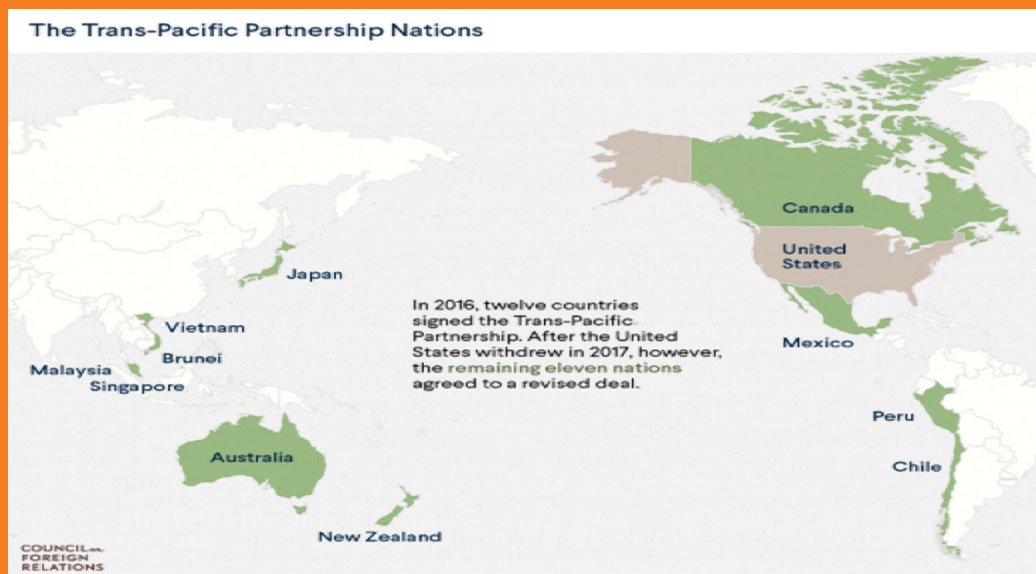 The Trans-Pacific Partnership Nations
Canada
United
States
Japan
In 2016, twelve countries
signed the Trans-Pacific
Partnership. After the United
States withdrew in 2017, however,
the remaining eleven nations
agreed to a revised deal.
Vietnam
Brunei
Malaysia
Singapore
Mexico
Peru
Chile
Australia
New Zealand
COUNCIL on
FOREIGN
RELATIONS